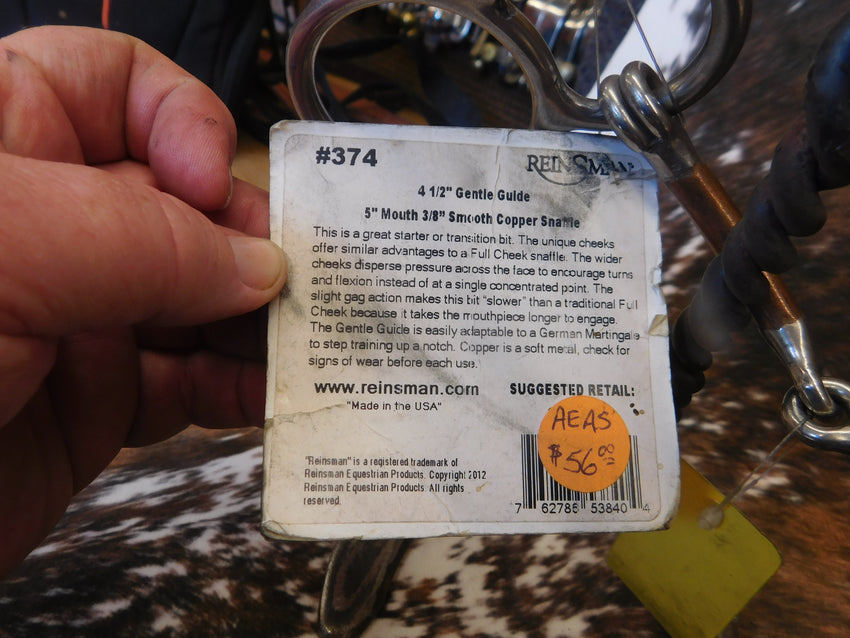 #374
REINSMAN
4 1/2" Gentle Guide
5" Mouth 3/8" Smooth Copper Snaffle
This is a great starter or transition bit. The unique cheeks
offer similar advantages to a Full Cheek snaffle. The wider
cheeks disperse pressure across the face to encourage turns
and flexion instead of at a single concentrated point. The
slight gag action makes this bit "slower" than a traditional Full
Cheek because it takes the mouthpiece longer to engage.
The Gentle Guide is easily adaptable to a German Martingale
to step training up a notch. Copper is a soft metal, check for
signs of wear before each use.
www.reinsman.com
SUGGESTED RETAIL:
"Made in the USA"
AEAS
$56.00
"Reinsman" is a registered trademark of
Reinsman Equestrian Products. Copyright 2012
Reinsman Equestrian Products. All rights
reserved.
7 62785 53840 4